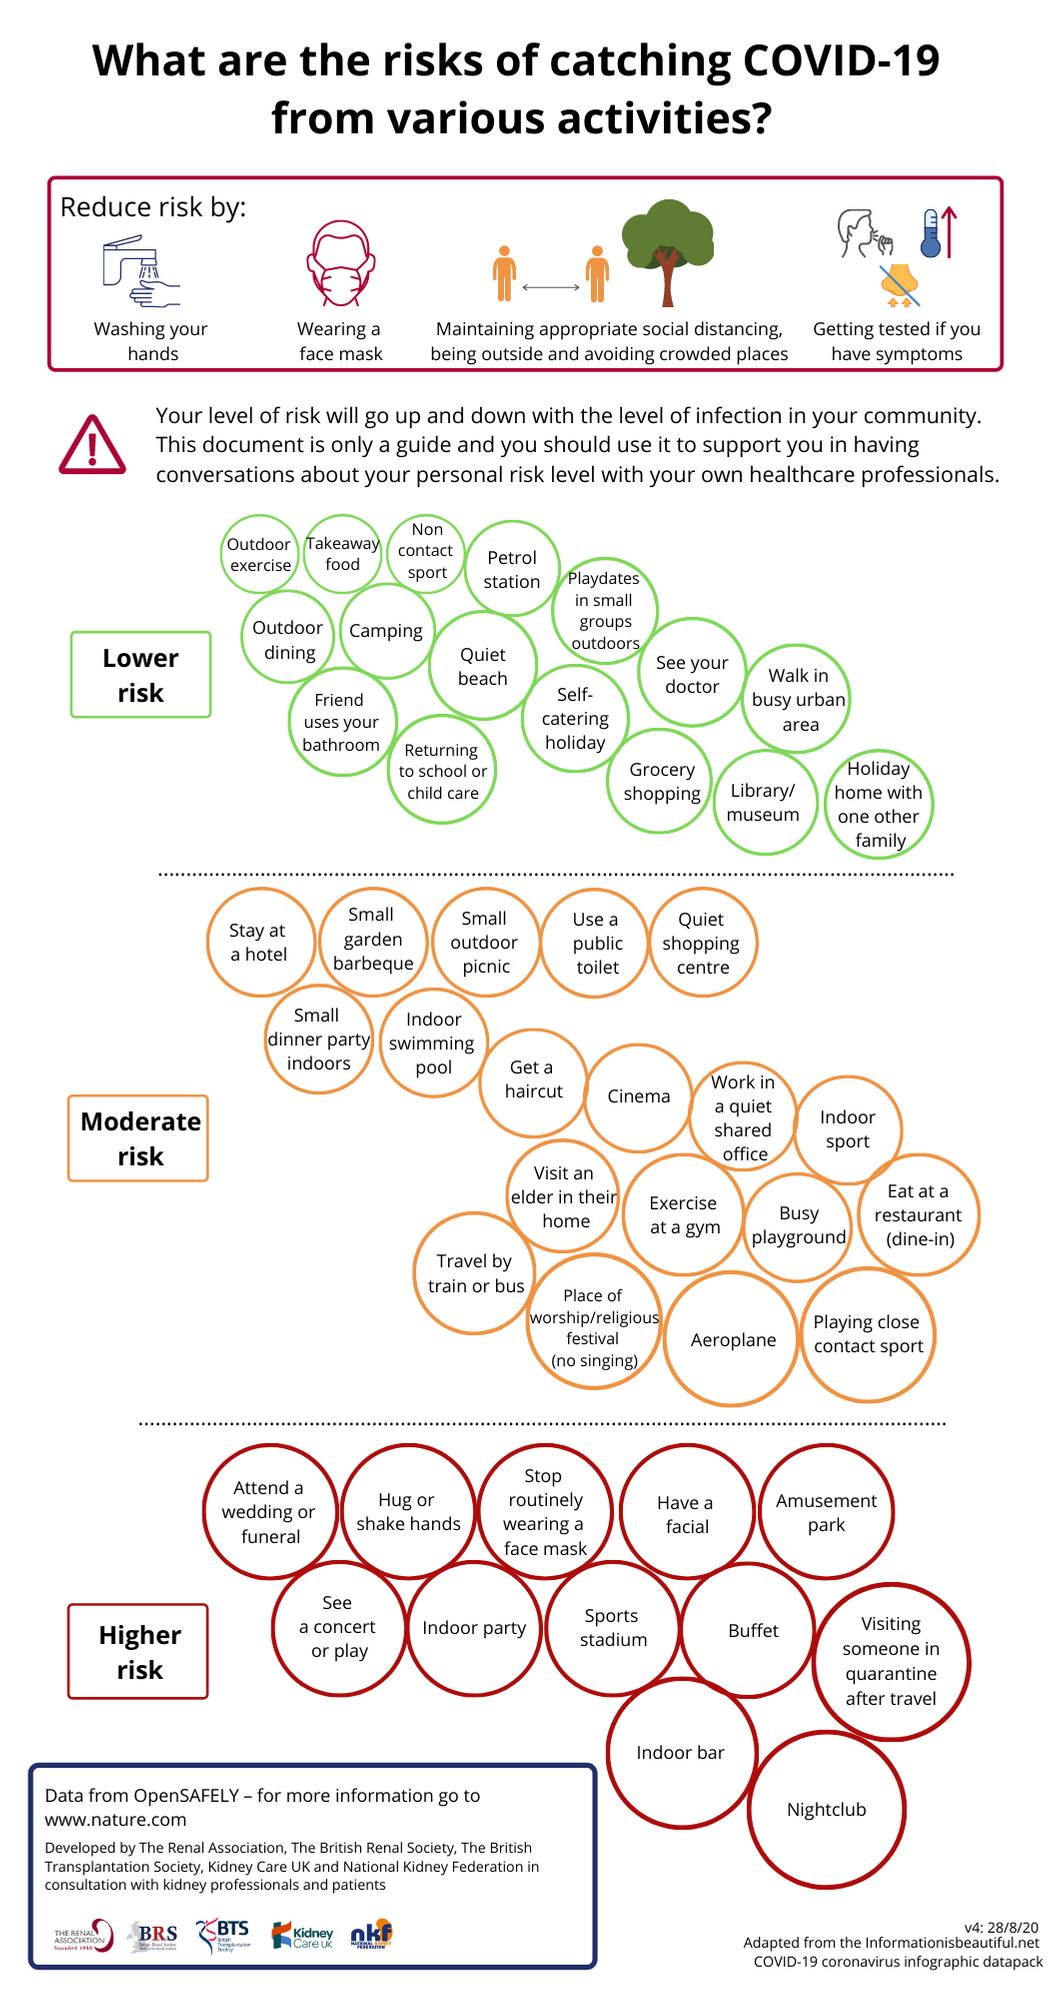 What are the risks of catching COVID-19
from various activities?
Reduce risk by:
Washing your
hands
Wearing a
face mask
Maintaining appropriate social distancing,
being outside and avoiding crowded places
Getting tested if you
have symptoms
Your level of risk will go up and down with the level of infection in your community.
This document is only a guide and you should use it to support you in having
conversations about your personal risk level with your own healthcare professionals.
Lower
risk
Outdoor
exercise
Takeaway
food
Non
contact
sport
Petrol
station
Playdates
in small
groups
outdoors
Outdoor
dining
Camping
Quiet
beach
See your
doctor
Walk in
busy urban
area
Friend
uses your
bathroom
Self-
catering
holiday
Returning
to school or
child care
Grocery
shopping
Library/
museum
Holiday
home with
one other
family
Moderate
risk
Stay at
a hotel
Small
garden
barbeque
Small
outdoor
picnic
Use a
public
toilet
Quiet
shopping
centre
Small
dinner party
indoors
Indoor
swimming
pool
Get a
haircut
Cinema
Work in
a quiet
shared
office
Indoor
sport
Visit an
elder in their
home
Exercise
at a gym
Busy
playground
Eat at a
restaurant
(dine-in)
Travel by
train or bus
Place of
worship/religious
festival
(no singing)
Aeroplane
Playing close
contact sport
Higher
risk
Attend a
wedding or
funeral
Hug or
shake hands
Stop
routinely
wearing a
face mask
Have a
facial
Amusement
park
See
a concert
or play
Indoor party
Sports
stadium
Buffet
Visiting
someone in
quarantine
after travel
Indoor bar
Nightclub
Data from OpenSAFELY – for more information go to
www.nature.com
Developed by The Renal Association, The British Renal Society, The British
Transplantation Society, Kidney Care UK and National Kidney Federation in
consultation with kidney professionals and patients
THE RENAL
ASSOCIATION
founded 1950
BRS
BTS
British
Transplantation
Society
Kidney
Care UK
nkf
NATIONAL KIDNEY
FEDERATION
v4: 28/8/20
Adapted from the Informationisbeautiful.net
COVID-19 coronavirus infographic datapack